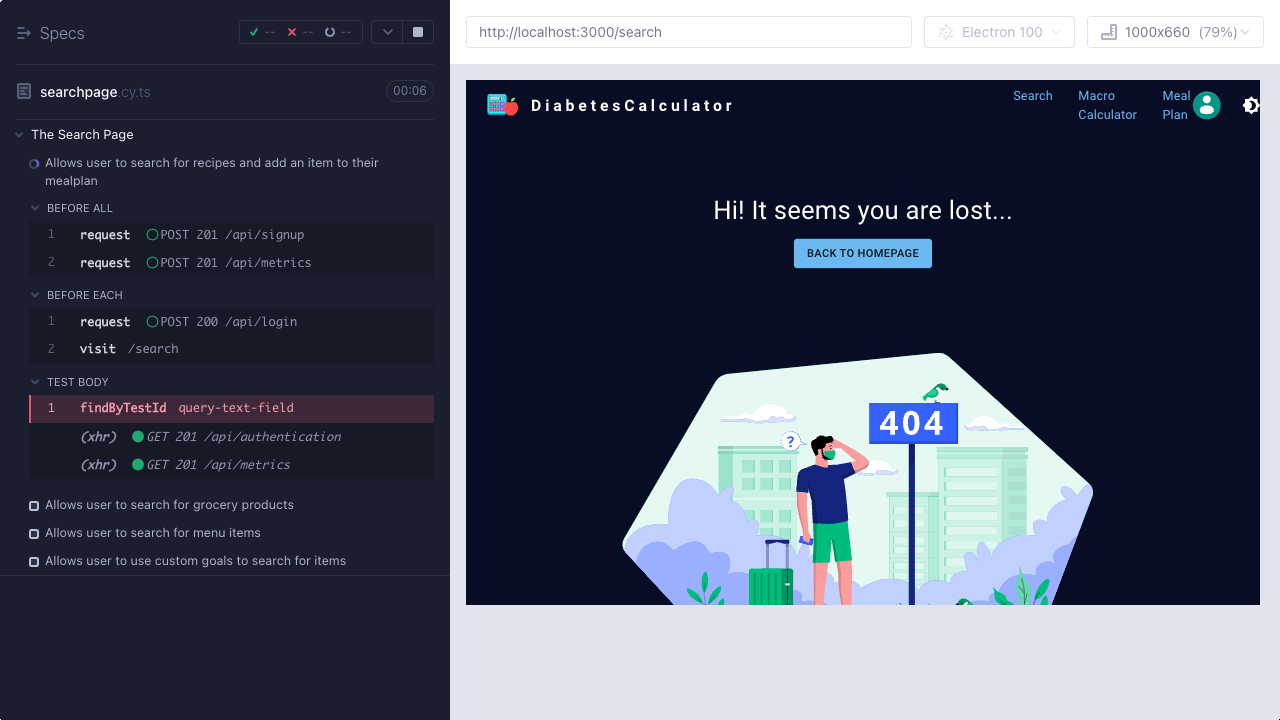 Specs
-- -- --
searchpage.cy.ts
00:06
The Search Page
Allows user to search for recipes and add an item to their
mealplan
BEFORE ALL
1 request POST 201 /api/signup
2 request POST 201 /api/metrics
BEFORE EACH
1 request POST 200 /api/login
2 visit /search
TEST BODY
1 findByTestId query-text-field
(xhr) GET 201 /api/authentication
(xhr) GET 201 /api/metrics
Allows user to search for grocery products
Allows user to search for menu items
Allows user to use custom goals to search for items
http://localhost:3000/search
Electron 100
1000x660 (79%)
DiabetesCalculator
Search
Macro
Calculator
Meal
Plan
Hi! It seems you are lost...
BACK TO HOMEPAGE
404
?